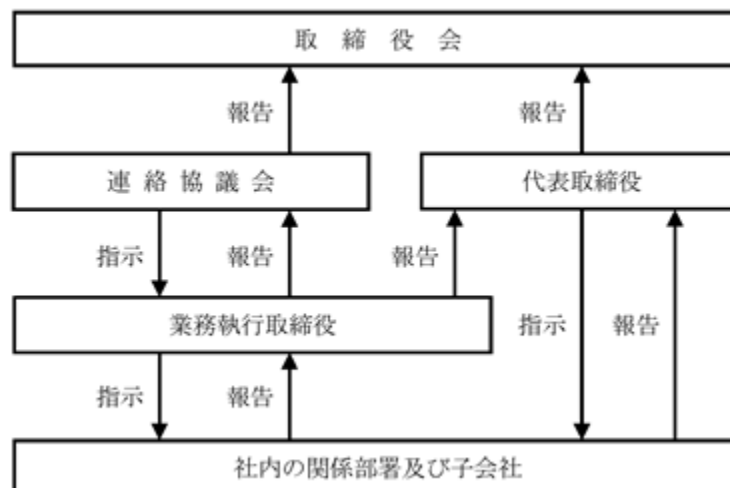 取締役会
報告 報告
連絡協議会 代表取締役
指示 報告 報告
業務執行取締役
指示 報告
指示 報告
社内の関係部署及び子会社